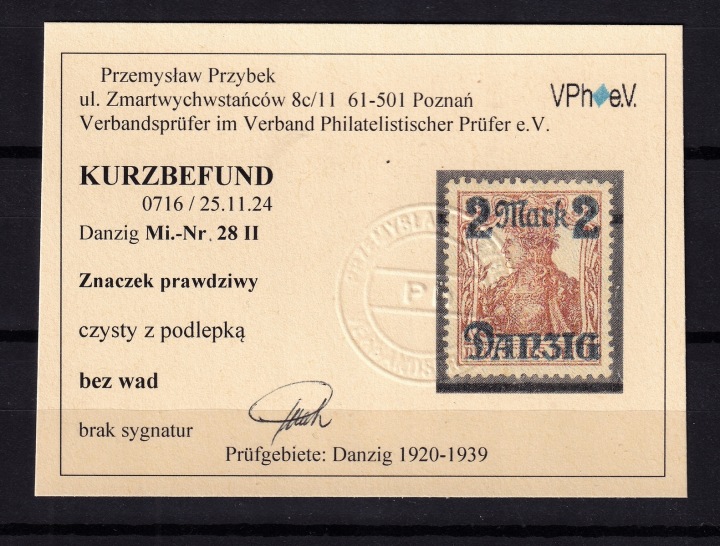 Przemysław Przybek
ul. Zmartwychwstańców 8c/11 61-501 Poznań
Verbandsprüfer im Verband Philatelistischer Prüfer e.V.
VPh e.V.
KURZBEFUND
0716 / 25.11.24
Danzig Mi.-Nr. 28 II
Znaczek prawdziwy
czysty z podlepką
bez wad
brak sygnatur
Prüfgebiete: Danzig 1920-1939
2 Mark 2
DANZIG